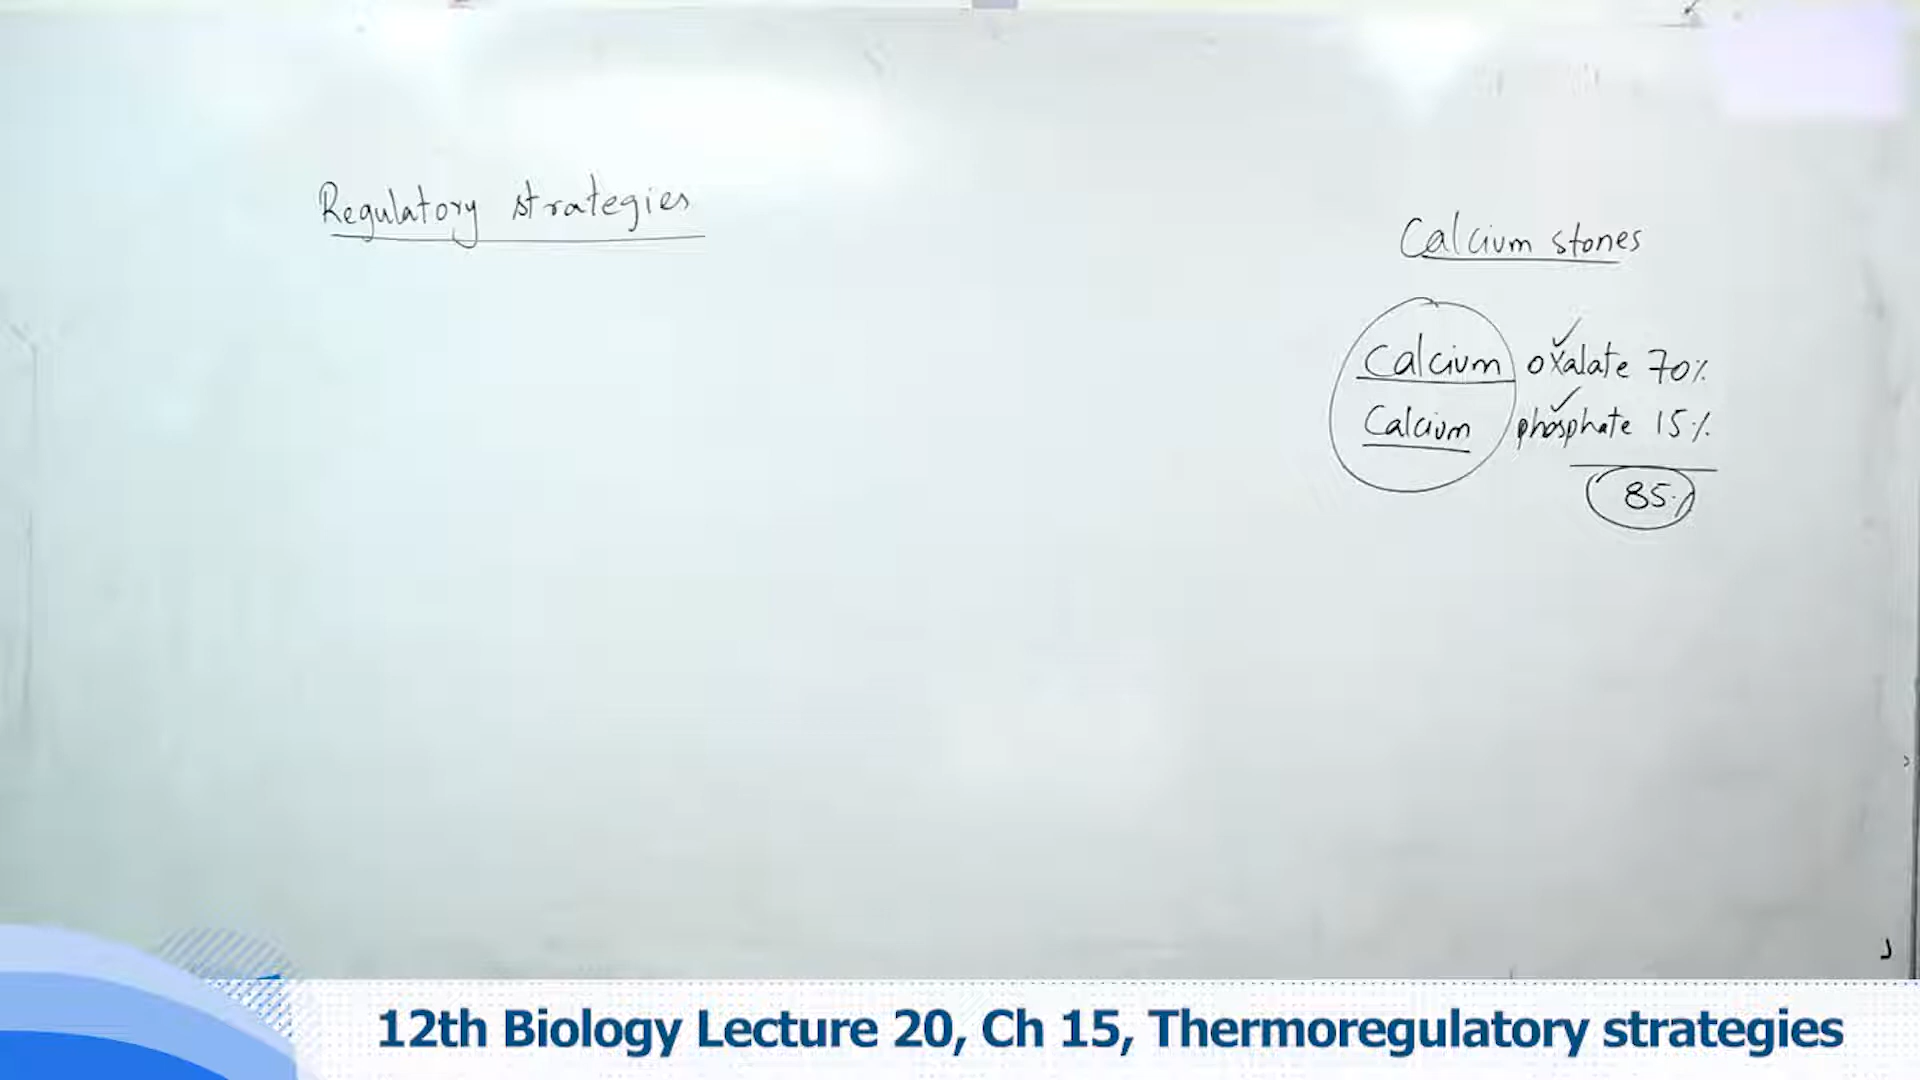 Regulatory strategies
Calcium stones
Calcium oxalate 70%
Calcium phosphate 15%
85%
12th Biology Lecture 20, Ch 15, Thermoregulatory strategies